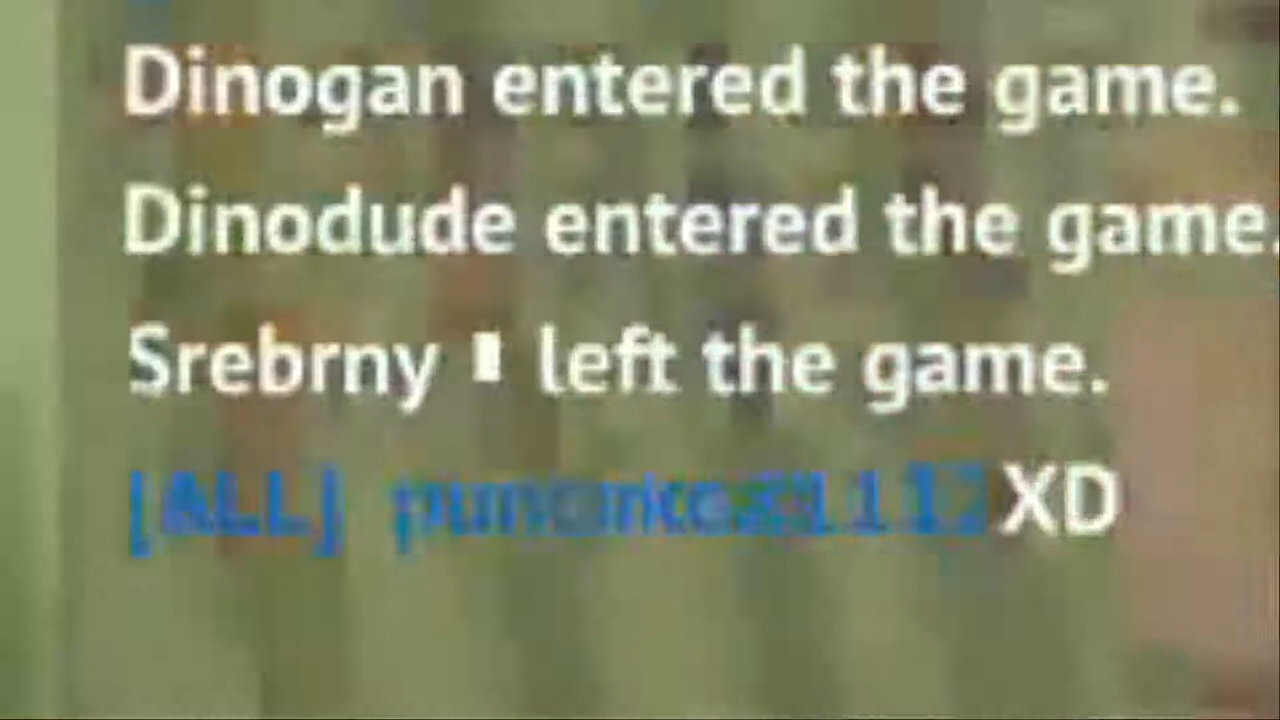 Dinogan entered the game.
Dinodude entered the game.
Srebrny ▮ left the game.
[ALL] XD